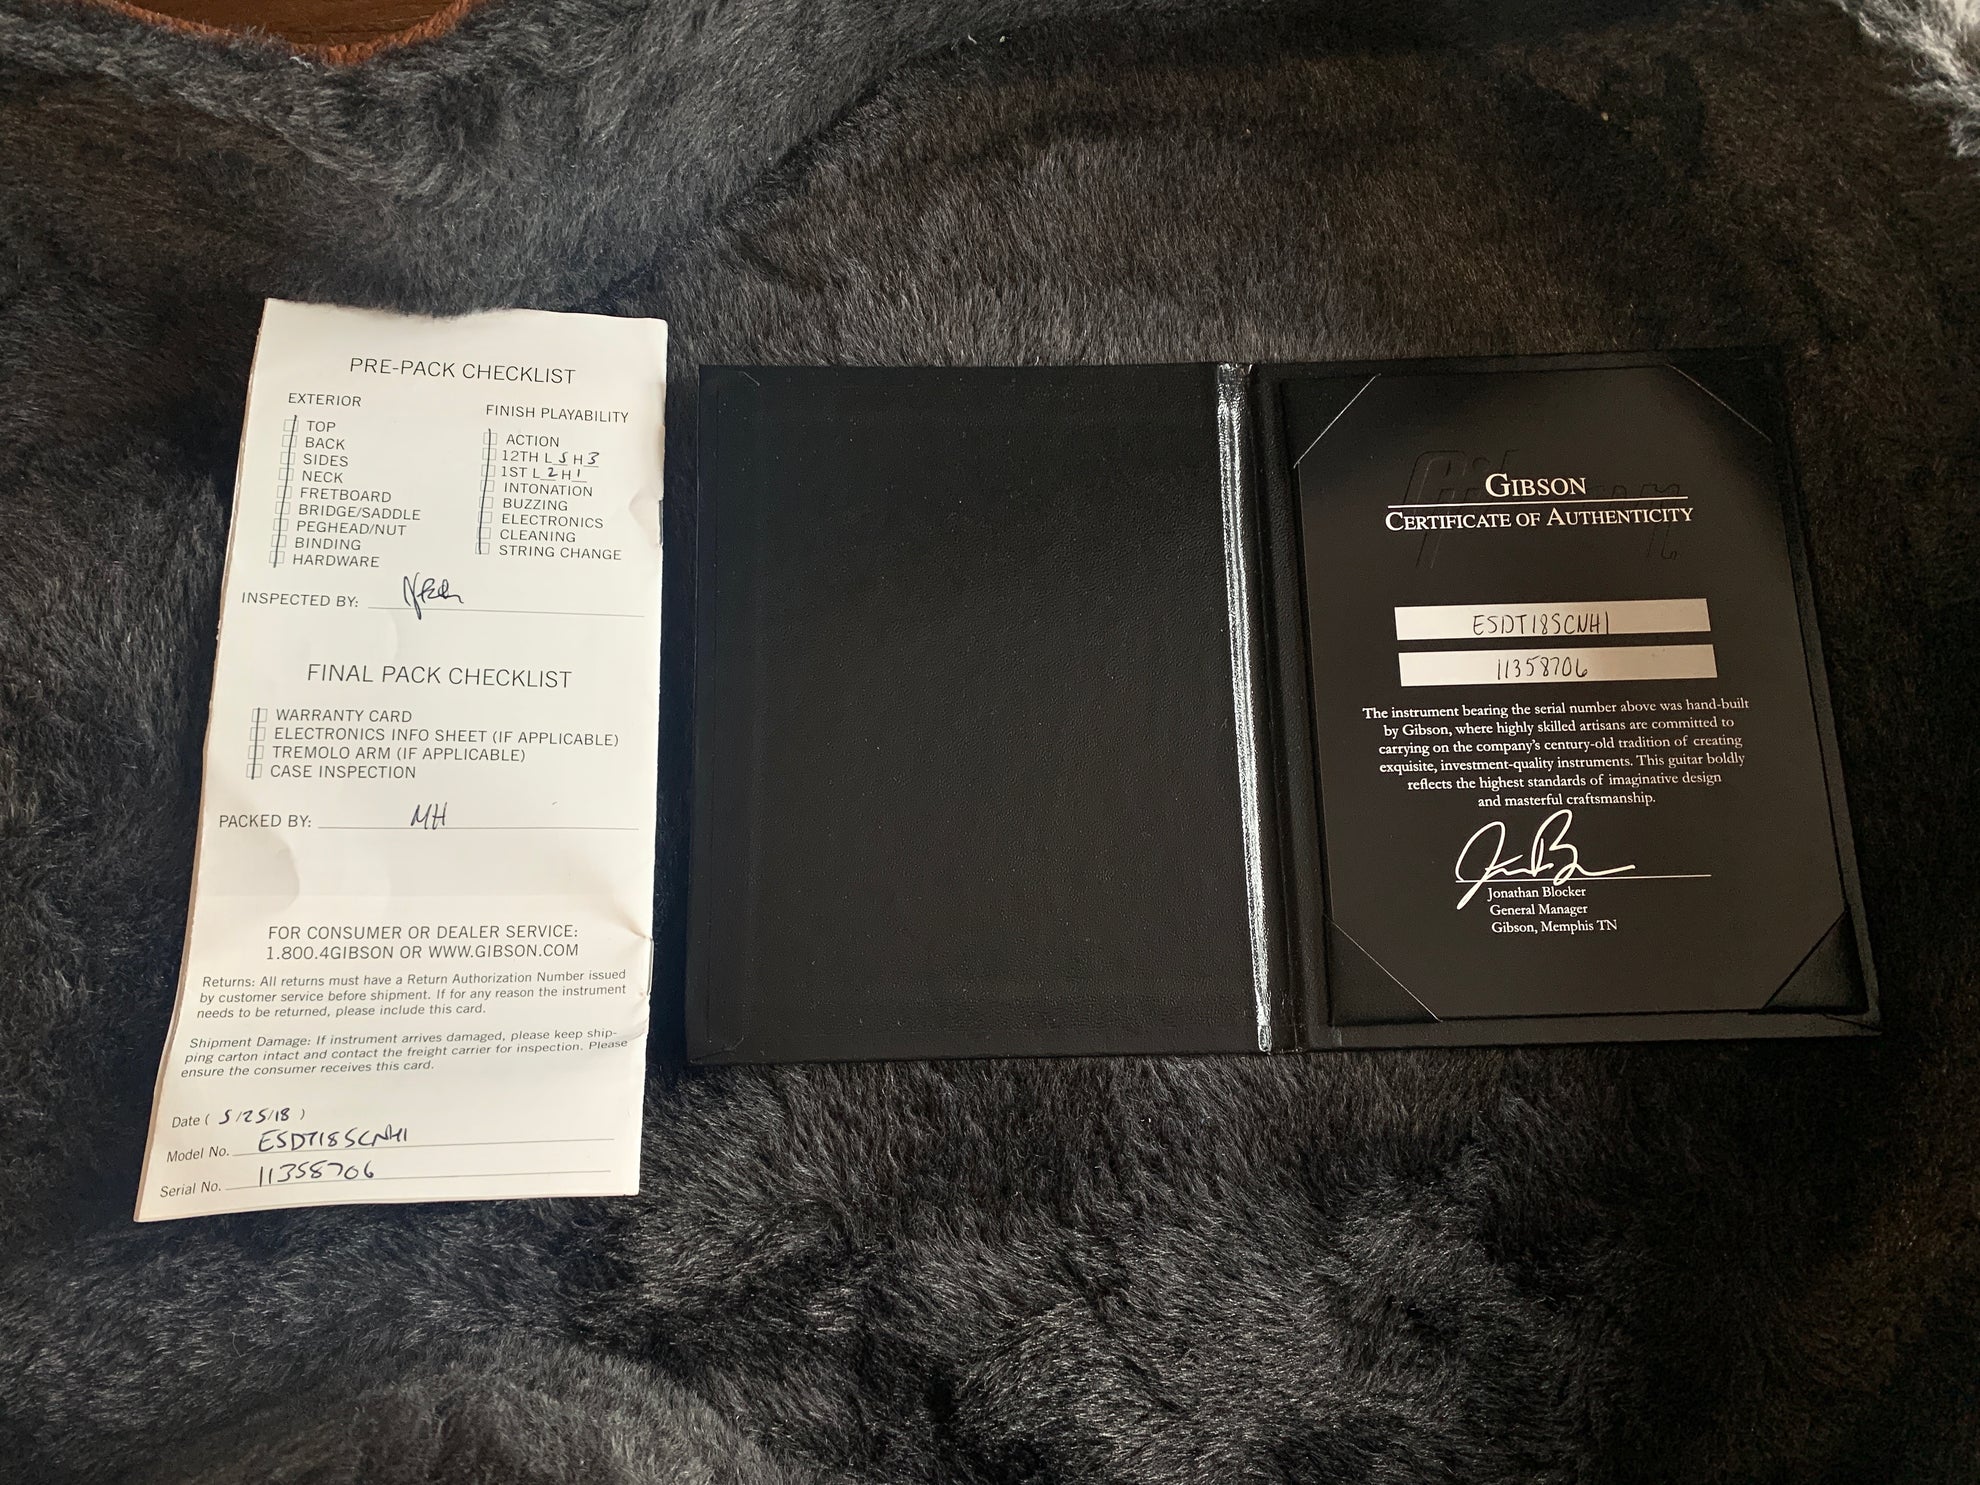 PRE-PACK CHECKLIST
EXTERIOR
TOP
BACK
SIDES
NECK
FRETBOARD
BRIDGE/SADDLE
PEGHEAD/NUT
BINDING
HARDWARE
FINISH PLAYABILITY
ACTION
12TH L 5 H 3
1ST L 2 H 1
INTONATION
BUZZING
ELECTRONICS
CLEANING
STRING CHANGE
INSPECTED BY:
FINAL PACK CHECKLIST
WARRANTY CARD
ELECTRONICS INFO SHEET (IF APPLICABLE)
TREMOLO ARM (IF APPLICABLE)
CASE INSPECTION
PACKED BY: MH
FOR CONSUMER OR DEALER SERVICE:
1.800.4GIBSON OR WWW.GIBSON.COM
Returns: All returns must have a Return Authorization Number issued
by customer service before shipment. If for any reason the instrument
needs to be returned, please include this card.
Shipment Damage: If instrument arrives damaged, please keep ship-
ping carton intact and contact the freight carrier for inspection. Please
ensure the consumer receives this card.
Date ( 5/25/18 )
Model No. ESDT18SCNH1
Serial No. 11358706
GIBSON
CERTIFICATE OF AUTHENTICITY
ESDT18SCNH1
11358706
The instrument bearing the serial number above was hand-built
by Gibson, where highly skilled artisans are committed to
carrying on the company's century-old tradition of creating
exquisite, investment-quality instruments. This guitar boldly
reflects the highest standards of imaginative design
and masterful craftsmanship.
Jonathan Blocker
General Manager
Gibson, Memphis TN